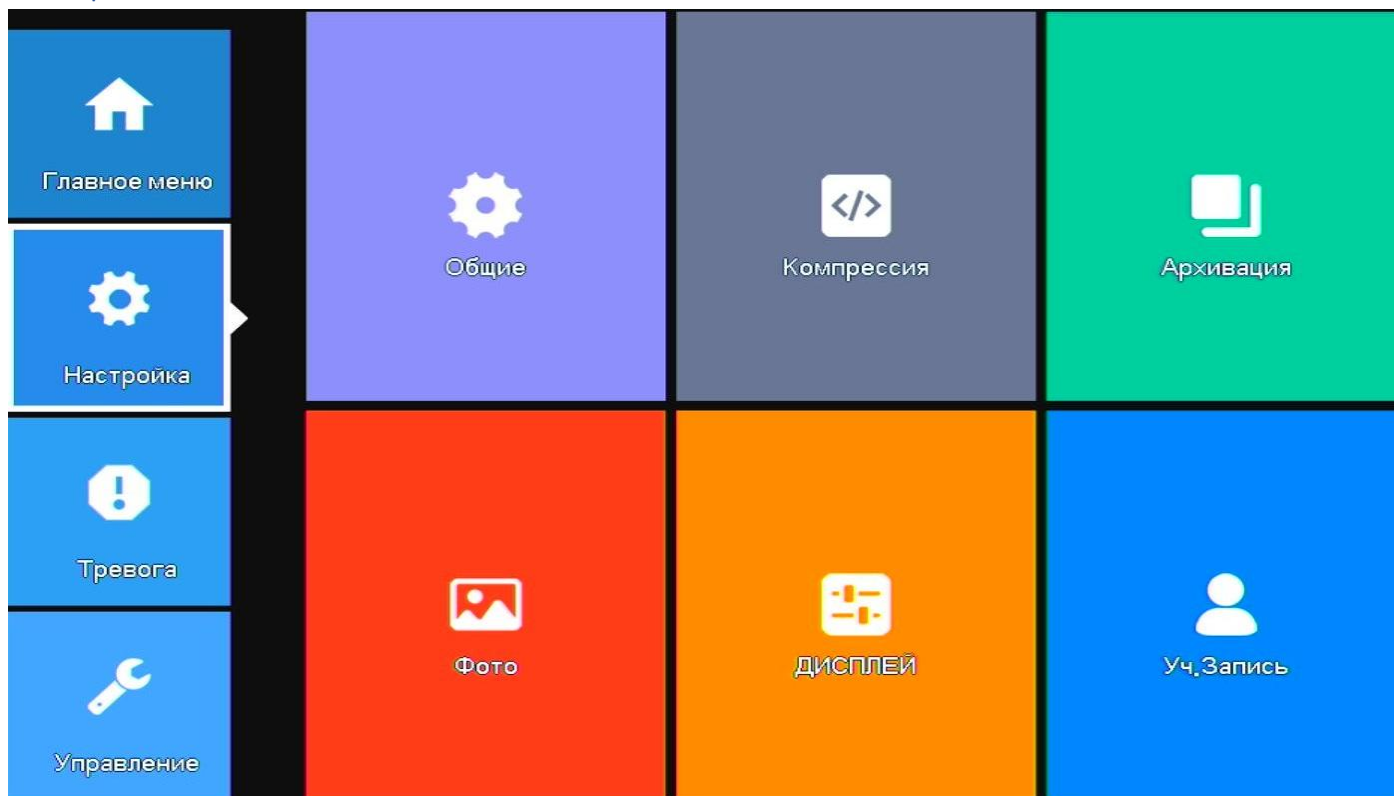 Главное меню
Настройка
Тревога
Управление
Общие
Компрессия
Архивация
Фото
ДИСПЛЕЙ
Уч.Запись